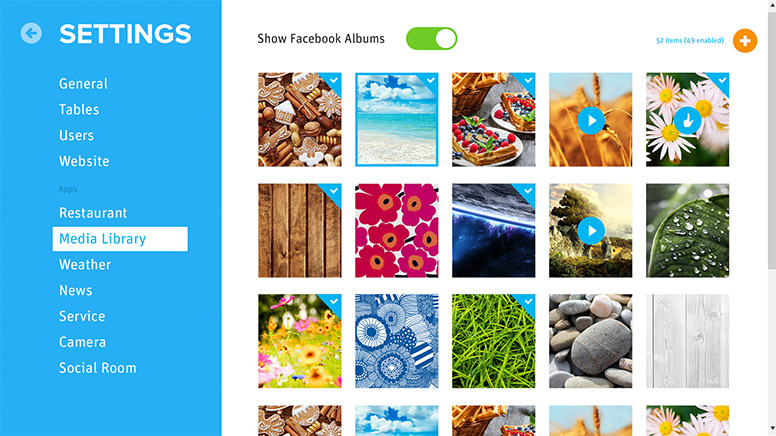 SETTINGS
General
Tables
Users
Website
Apps
Restaurant
Media Library
Weather
News
Service
Camera
Social Room
Show Facebook Albums
52 items (49 enabled)